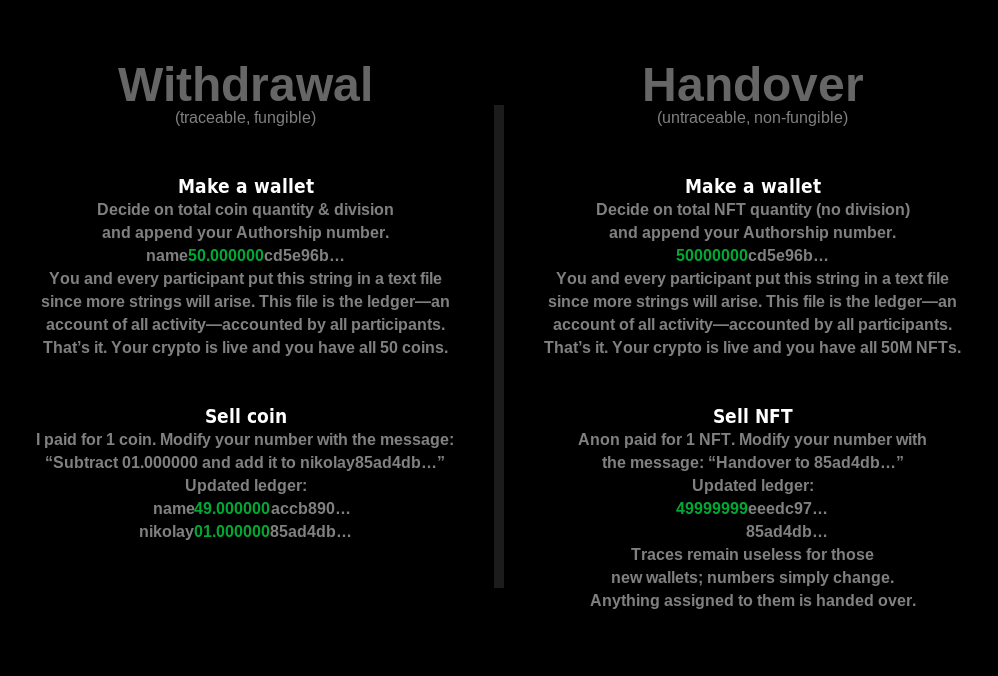 Withdrawal
(traceable, fungible)
Make a wallet
Decide on total coin quantity & division
and append your Authorship number.
name50.000000cd5e96b…
You and every participant put this string in a text file
since more strings will arise. This file is the ledger—an
account of all activity—accounted by all participants.
That’s it. Your crypto is live and you have all 50 coins.
Sell coin
I paid for 1 coin. Modify your number with the message:
“Subtract 01.000000 and add it to nikolay85ad4db…”
Updated ledger:
name49.000000accb890…
nikolay01.00000085ad4db…
Handover
(untraceable, non-fungible)
Make a wallet
Decide on total NFT quantity (no division)
and append your Authorship number.
50000000cd5e96b…
You and every participant put this string in a text file
since more strings will arise. This file is the ledger—an
account of all activity—accounted by all participants.
That’s it. Your crypto is live and you have all 50M NFTs.
Sell NFT
Anon paid for 1 NFT. Modify your number with
the message: “Handover to 85ad4db…”
Updated ledger:
49999999eeedc97…
85ad4db…
Traces remain useless for those
new wallets; numbers simply change.
Anything assigned to them is handed over.